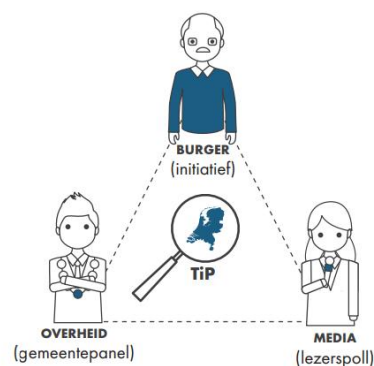 BURGER
(initiatief)
TiP
OVERHEID
(gemeentepanel)
MEDIA
(lezerspoll)